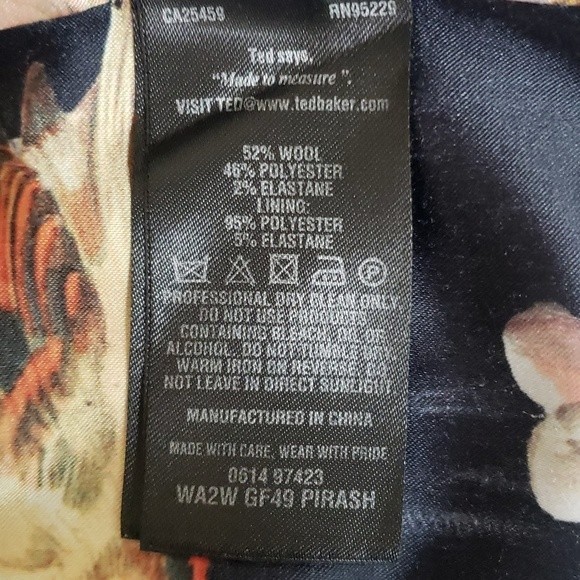 CA25459 RN95229
Ted says,
“Made to measure”.
VISIT TED@www.tedbaker.com
52% WOOL
46% POLYESTER
2% ELASTANE
LINING:
95% POLYESTER
5% ELASTANE
PROFESSIONAL DRY CLEAN ONLY.
DO NOT USE PRODUCTS
CONTAINING BLEACH, OIL OR
ALCOHOL. DO NOT TUMBLE DRY.
WARM IRON ON REVERSE. DO
NOT LEAVE IN DIRECT SUNLIGHT
MANUFACTURED IN CHINA
MADE WITH CARE, WEAR WITH PRIDE
0614 97423
WA2W GF49 PIRASH